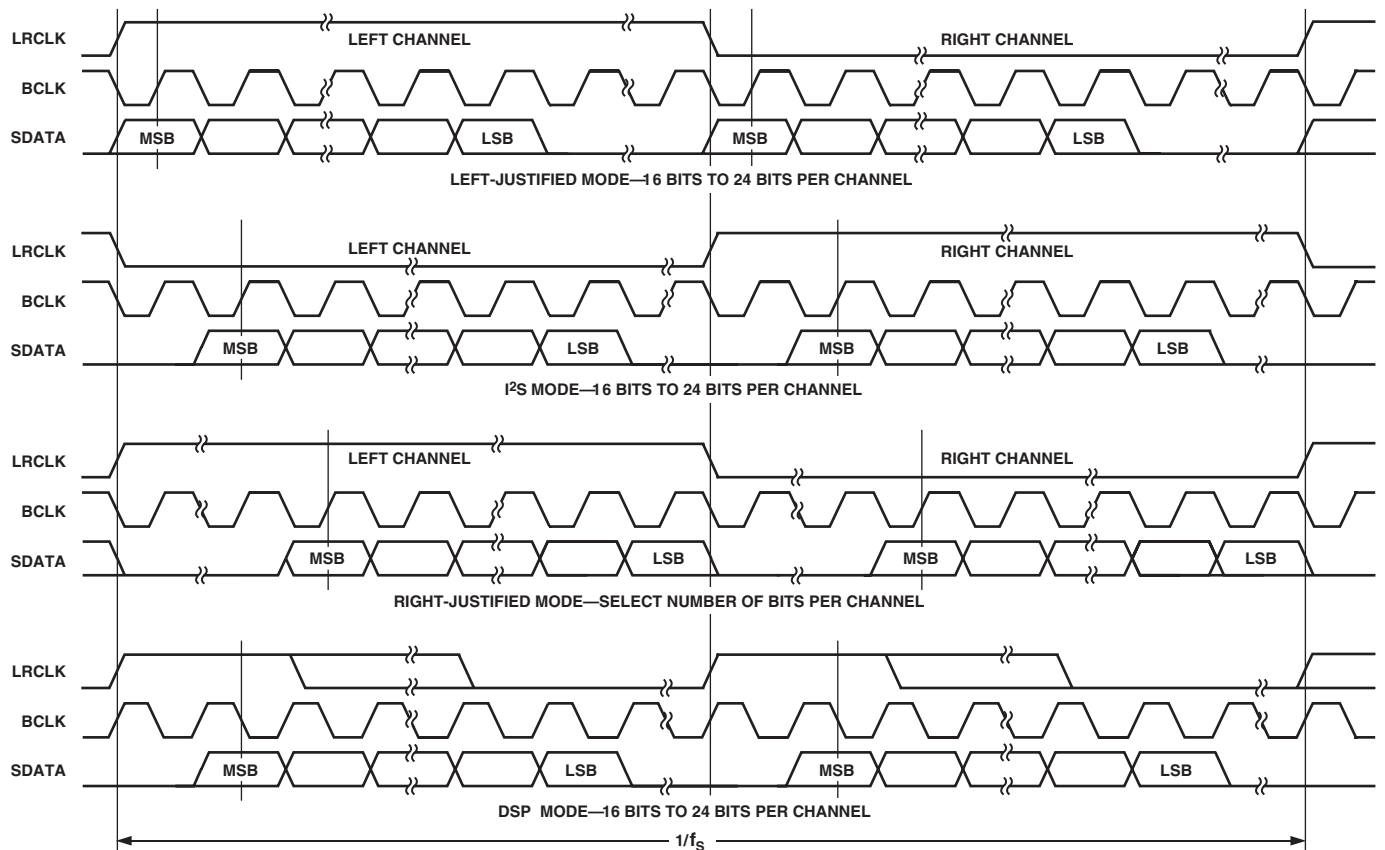 LRCLK
LEFT CHANNEL
RIGHT CHANNEL
BCLK
SDATA
MSB
LSB
MSB
LSB
LEFT-JUSTIFIED MODE—16 BITS TO 24 BITS PER CHANNEL
LRCLK
LEFT CHANNEL
RIGHT CHANNEL
BCLK
SDATA
MSB
LSB
MSB
LSB
I²S MODE—16 BITS TO 24 BITS PER CHANNEL
LRCLK
LEFT CHANNEL
RIGHT CHANNEL
BCLK
SDATA
MSB
LSB
MSB
LSB
RIGHT-JUSTIFIED MODE—SELECT NUMBER OF BITS PER CHANNEL
LRCLK
BCLK
SDATA
MSB
LSB
MSB
LSB
DSP MODE—16 BITS TO 24 BITS PER CHANNEL
1/fS